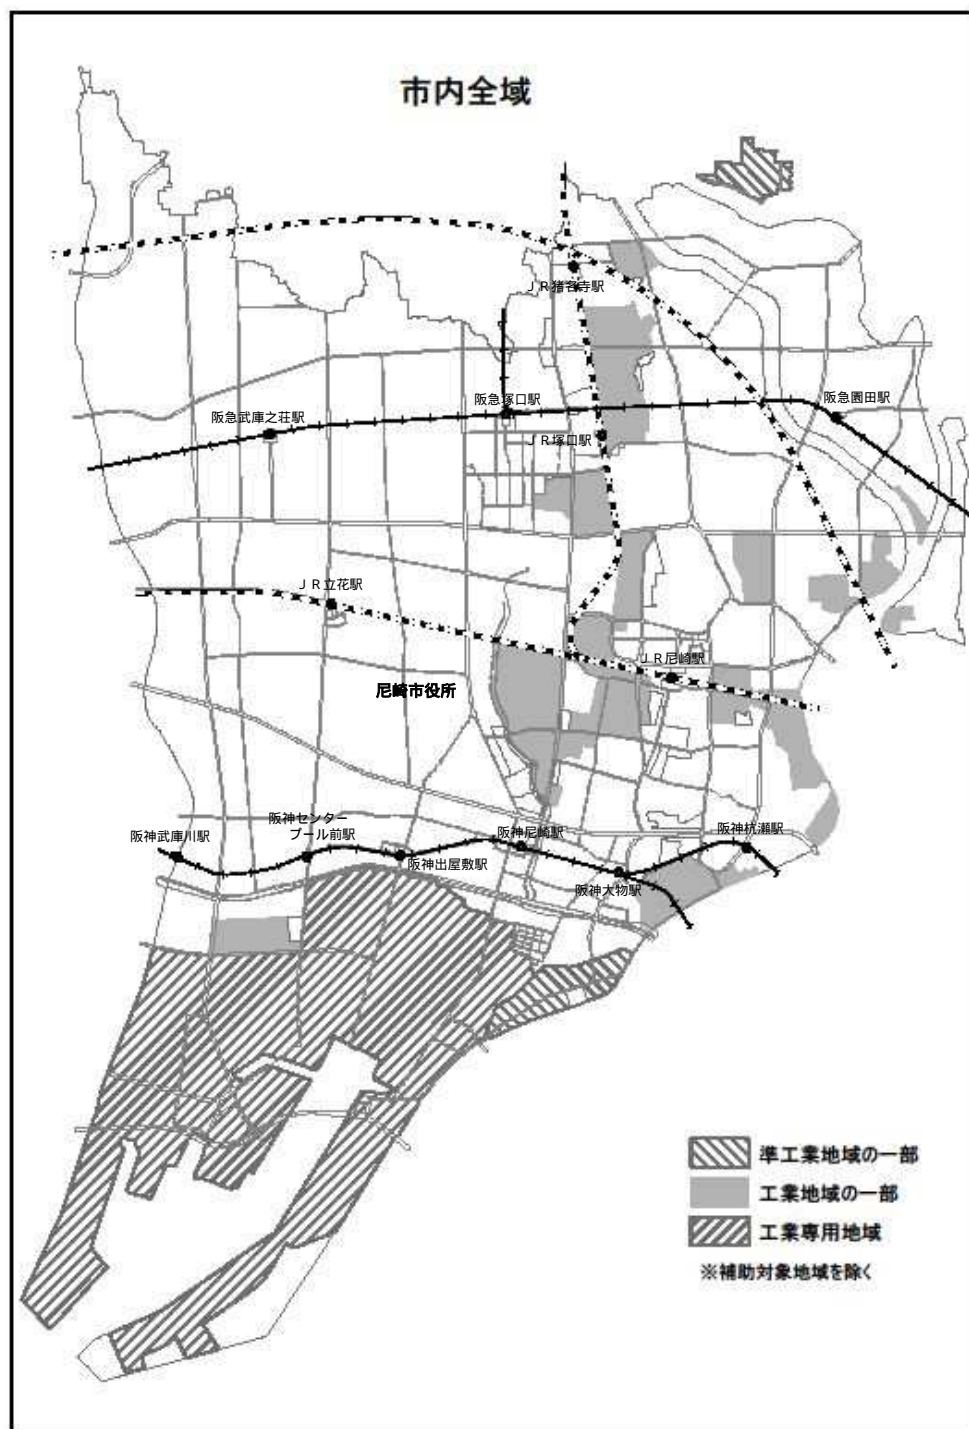 市内全域
ＪＲ猪名寺駅
阪急塚口駅
阪急園田駅
阪急武庫之荘駅
ＪＲ塚口駅
ＪＲ立花駅
ＪＲ尼崎駅
尼崎市役所
阪神センター
プール前駅
阪神武庫川駅
阪神尼崎駅
阪神杭瀬駅
阪神出屋敷駅
阪神大物駅
準工業地域の一部
工業地域の一部
工業専用地域
※補助対象地域を除く